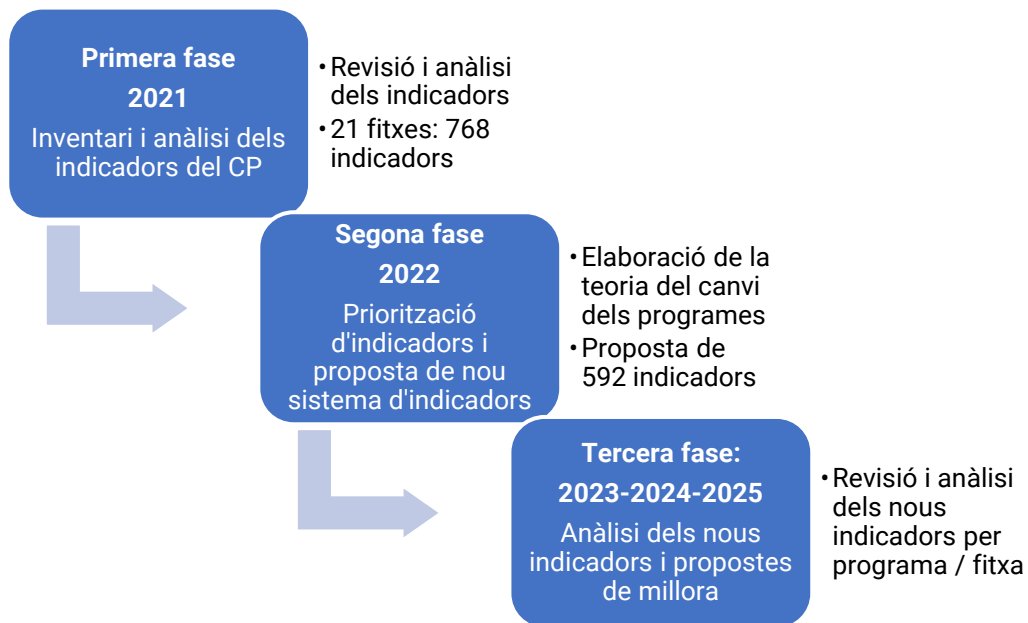 Primera fase
2021
Inventari i anàlisi dels
indicadors del CP
• Revisió i anàlisi
dels indicadors
• 21 fitxes: 768
indicadors
Segona fase
2022
Priorització
d'indicadors i
proposta de nou
sistema d'indicadors
• Elaboració de la
teoria del canvi
dels programes
• Proposta de
592 indicadors
Tercera fase:
2023-2024-2025
Anàlisi dels nous
indicadors i propostes
de millora
• Revisió i anàlisi
dels nous
indicadors per
programa / fitxa